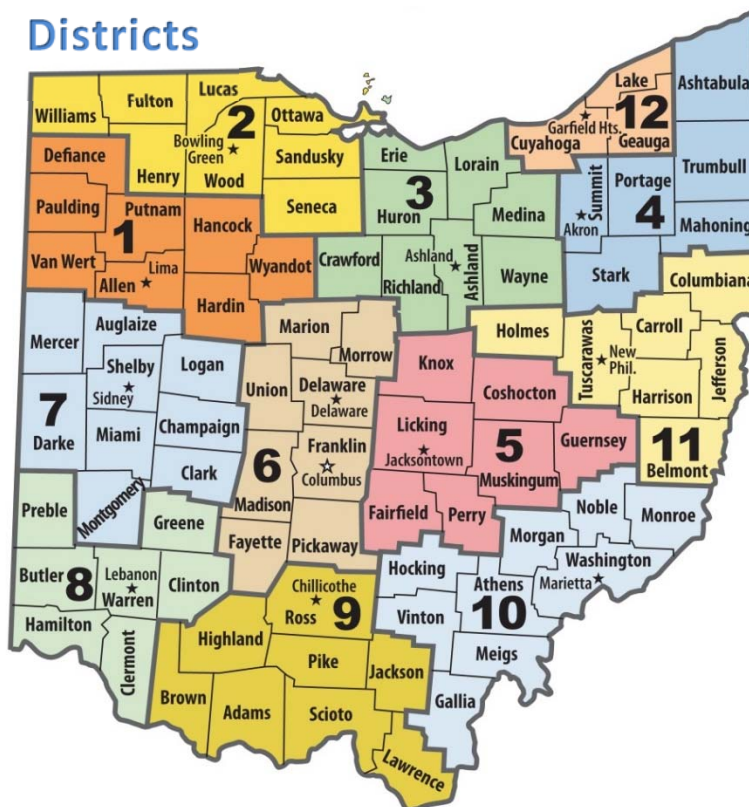 Districts
Williams
Fulton
Lucas
Ottawa
2
Bowling
Green
Henry
Wood
Sandusky
Seneca
Defiance
Paulding
Putnam
Hancock
1
Van Wert
Allen
Lima
Wyandot
Hardin
Erie
Lorain
3
Huron
Medina
Crawford
Richland
Ashland
Ashland
Wayne
Lake
12
Garfield Hts.
Cuyahoga
Geauga
Ashtabula
Summit
Portage
Trumbull
4
Akron
Mahoning
Stark
Columbiana
Holmes
Tuscarawas
Carroll
New
Phil.
Jefferson
Harrison
11
Belmont
Mercer
Auglaize
Shelby
Sidney
Logan
7
Darke
Miami
Champaign
Clark
Montgomery
Marion
Morrow
Union
Delaware
Delaware
6
Franklin
Columbus
Madison
Fayette
Pickaway
Knox
Coshocton
Licking
Jacksontown
5
Guernsey
Muskingum
Fairfield
Perry
Preble
Greene
Butler
8
Lebanon
Warren
Clinton
Hamilton
Clermont
Noble
Monroe
Morgan
Washington
Marietta
Hocking
Athens
10
Vinton
Meigs
Gallia
Chillicothe
Ross
9
Highland
Pike
Jackson
Brown
Adams
Scioto
Lawrence